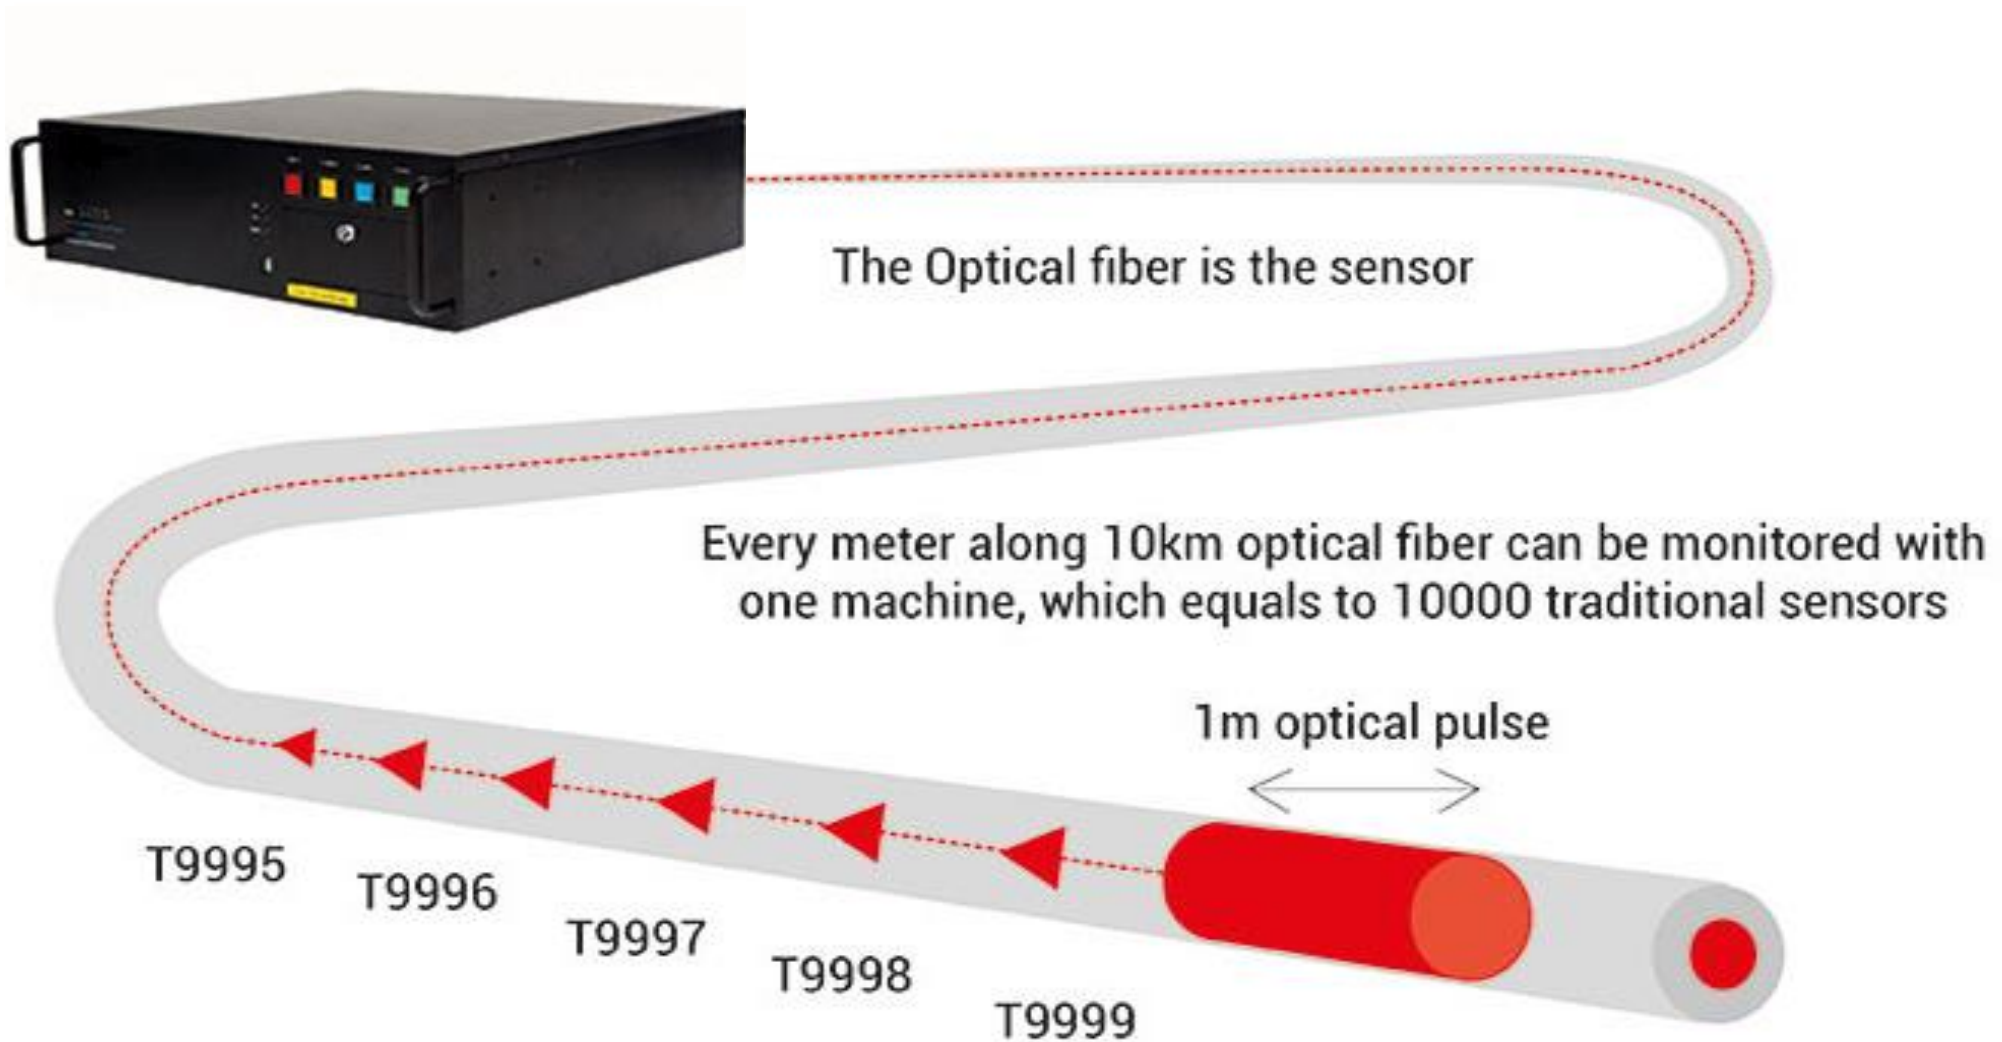 The Optical fiber is the sensor
Every meter along 10km optical fiber can be monitored with
one machine, which equals to 10000 traditional sensors
1m optical pulse
T9995
T9996
T9997
T9998
T9999